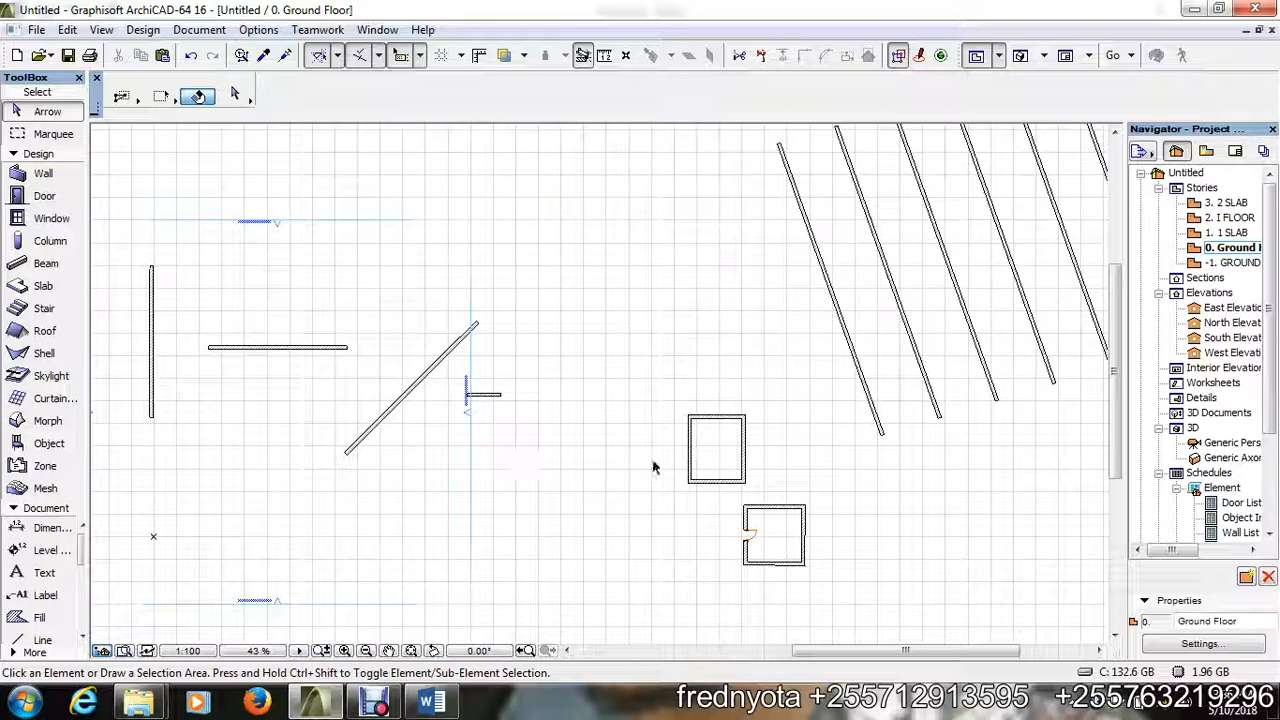 Untitled - Graphisoft ArchiCAD-64 16 - [Untitled / 0. Ground Floor]
File Edit View Design Document Options Teamwork Window Help
Go
ToolBox
Select
Arrow
Marquee
Design
Wall
Door
Window
Column
Beam
Slab
Stair
Roof
Shell
Skylight
Curtain...
Morph
Object
Zone
Mesh
Document
Dimen...
Level ...
Text
Label
Fill
Line
More
Navigator - Project ...
Untitled
Stories
3. 2 SLAB
2. I FLOOR
1. 1 SLAB
0. Ground
-1. GROUND
Sections
Elevations
East Elevat
North Elevat
South Elevat
West Elevati
Interior Elevation
Worksheets
Details
3D Documents
3D
Generic Pers
Generic Axor
Schedules
Element
Door List
Object In
Wall List
Properties
0. Ground Floor
Settings...
1:100 43 % 0.00°
Click an Element or Draw a Selection Area. Press and Hold Ctrl+Shift to Toggle Element/Sub-Element Selection.
C: 132.6 GB 1.96 GB
frednyota +255712913595 +255763219296
5/10/2018